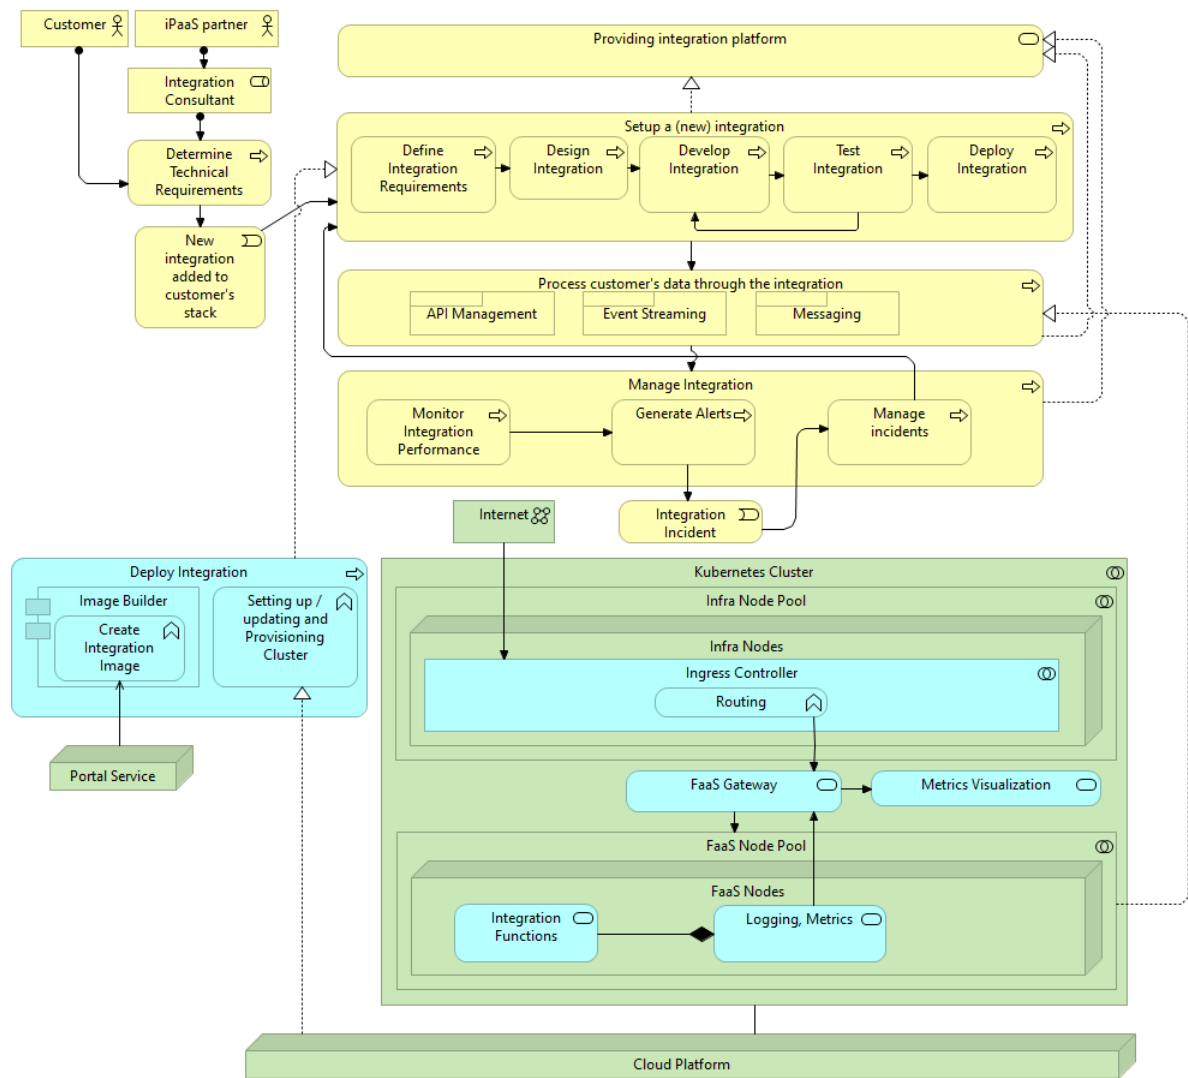 Customer
iPaaS partner
Providing integration platform
Integration
Consultant
Setup a (new) integration
Determine
Technical
Requirements
Define
Integration
Requirements
Design
Integration
Develop
Integration
Test
Integration
Deploy
Integration
New
integration
added to
customer's
stack
Process customer's data through the integration
API Management
Event Streaming
Messaging
Manage Integration
Monitor
Integration
Performance
Generate Alerts
Manage
incidents
Internet
Integration
Incident
Deploy Integration
Image Builder
Create
Integration
Image
Setting up /
updating and
Provisioning
Cluster
Portal Service
Kubernetes Cluster
Infra Node Pool
Infra Nodes
Ingress Controller
Routing
FaaS Gateway
Metrics Visualization
FaaS Node Pool
FaaS Nodes
Integration
Functions
Logging, Metrics
Cloud Platform